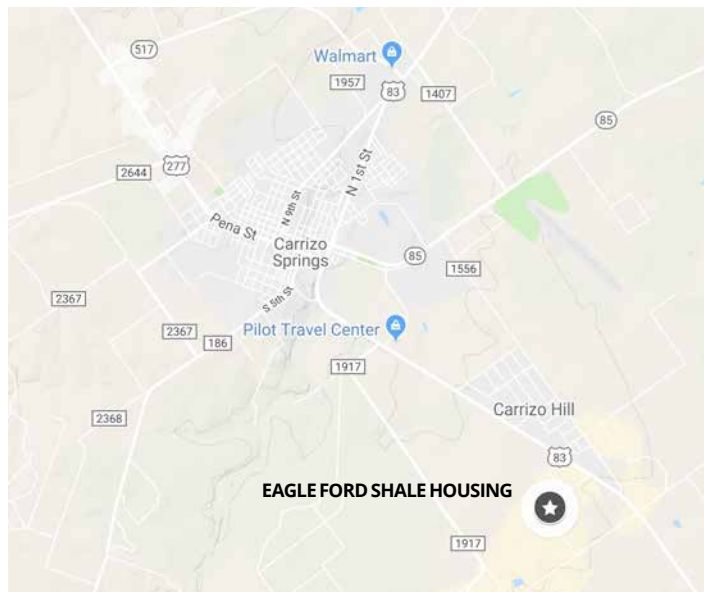 517
Walmart
1957
83
1407
85
2644
277
N 1st St
N 9th St
Pena St
Carrizo
Springs
85
1556
2367
S 5th St
2367
186
Pilot Travel Center
1917
2368
Carrizo Hill
83
EAGLE FORD SHALE HOUSING
1917